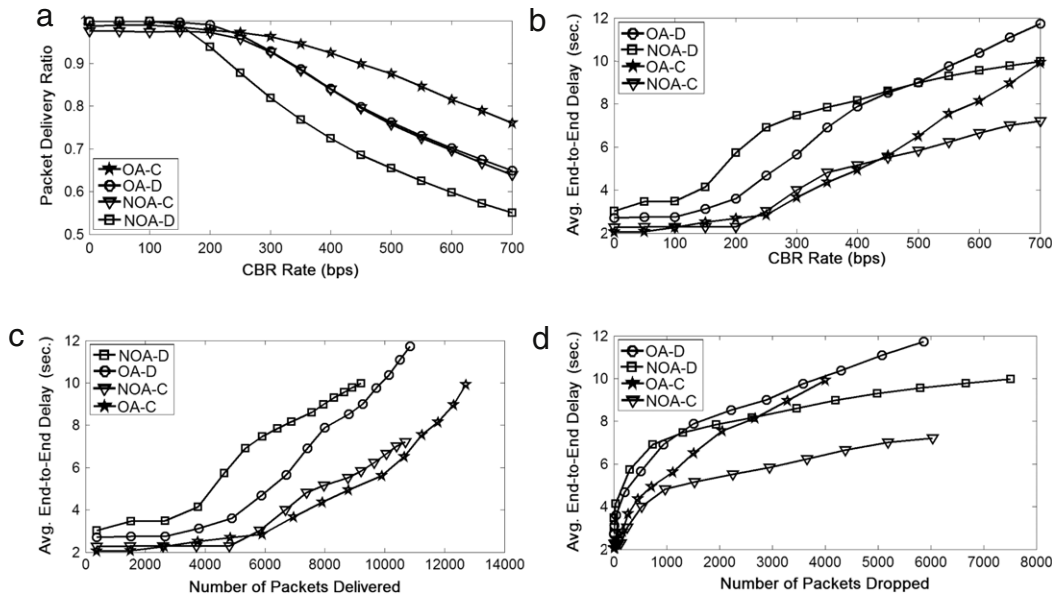 a
1
0.9
0.8
0.7
0.6
0.5
Packet Delivery Ratio
OA-C
OA-D
NOA-C
NOA-D
0 100 200 300 400 500 600 700
CBR Rate (bps)
b
12
10
8
6
4
2
Avg. End-to-End Delay (sec.)
OA-D
NOA-D
OA-C
NOA-C
0 100 200 300 400 500 600 700
CBR Rate (bps)
c
12
10
8
6
4
2
Avg. End-to-End Delay (sec.)
NOA-D
OA-D
NOA-C
OA-C
0 2000 4000 6000 8000 10000 12000 14000
Number of Packets Delivered
d
12
10
8
6
4
2
Avg. End-to-End Delay (sec.)
OA-D
NOA-D
OA-C
NOA-C
0 1000 2000 3000 4000 5000 6000 7000 8000
Number of Packets Dropped